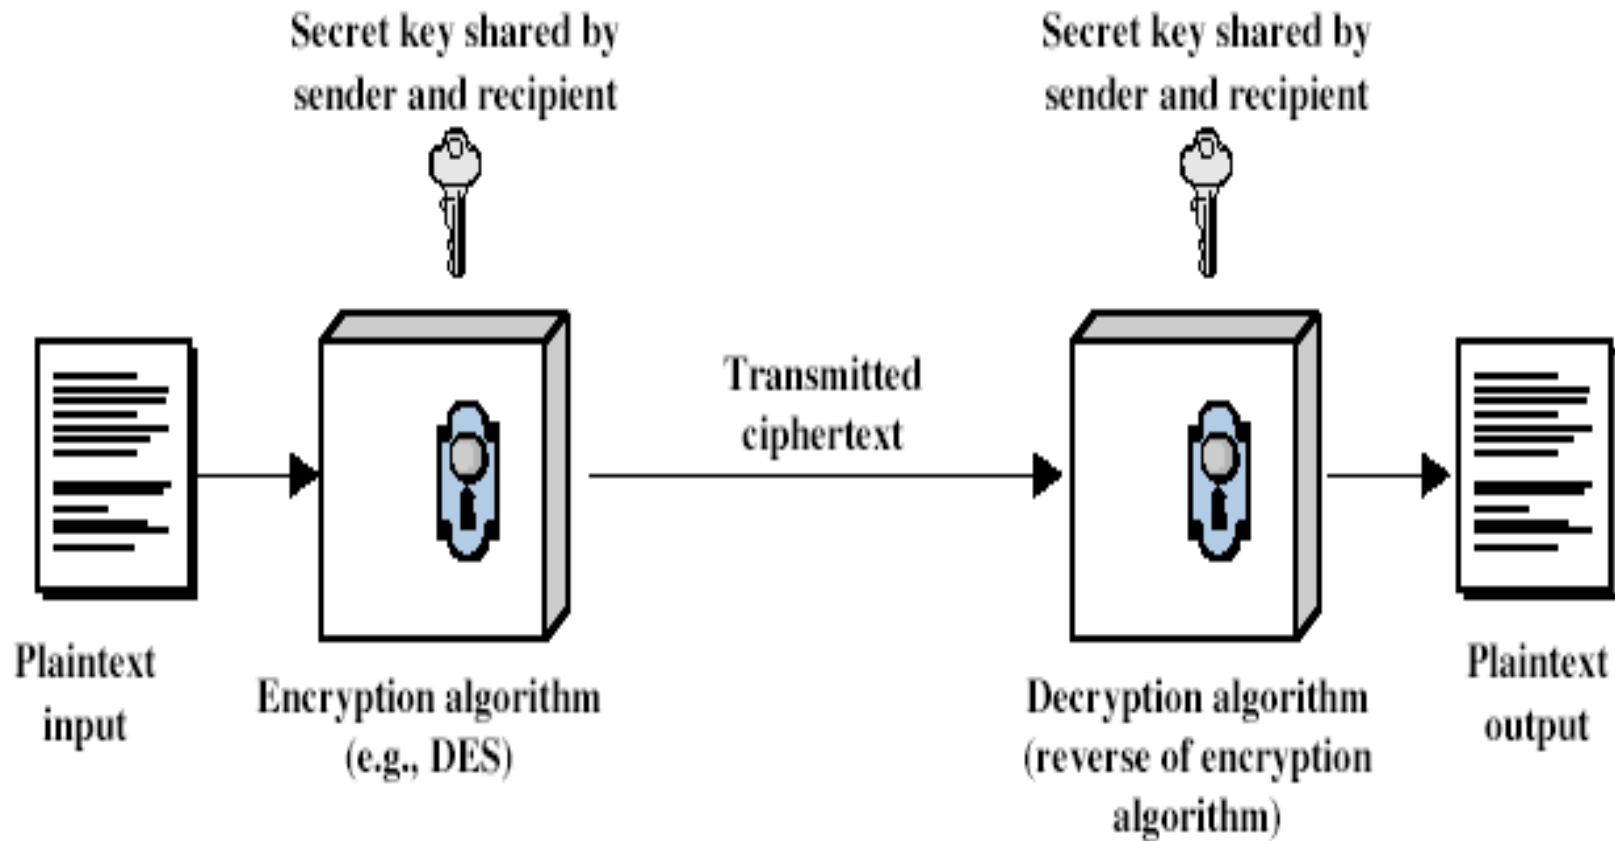 Secret key shared by
sender and recipient
Secret key shared by
sender and recipient
Transmitted
ciphertext
Plaintext
input
Encryption algorithm
(e.g., DES)
Decryption algorithm
(reverse of encryption
algorithm)
Plaintext
output